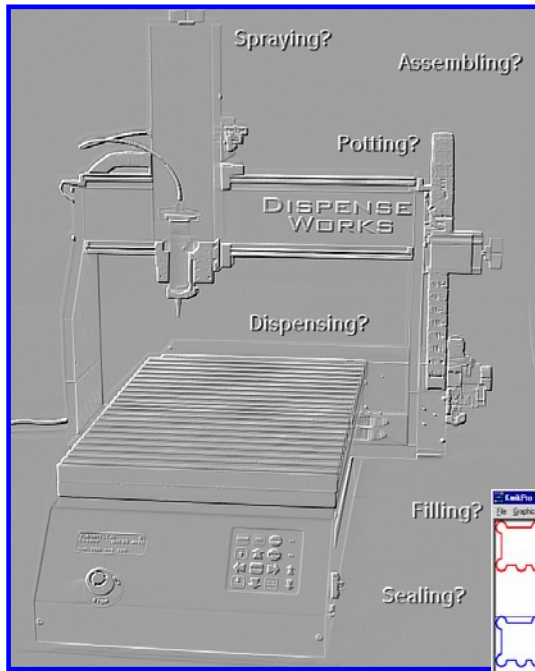 Spraying?
Assembling?
Potting?
DISPENSE
WORKS
Dispensing?
Filling?
KwikPro
File Graphic
Sealing?